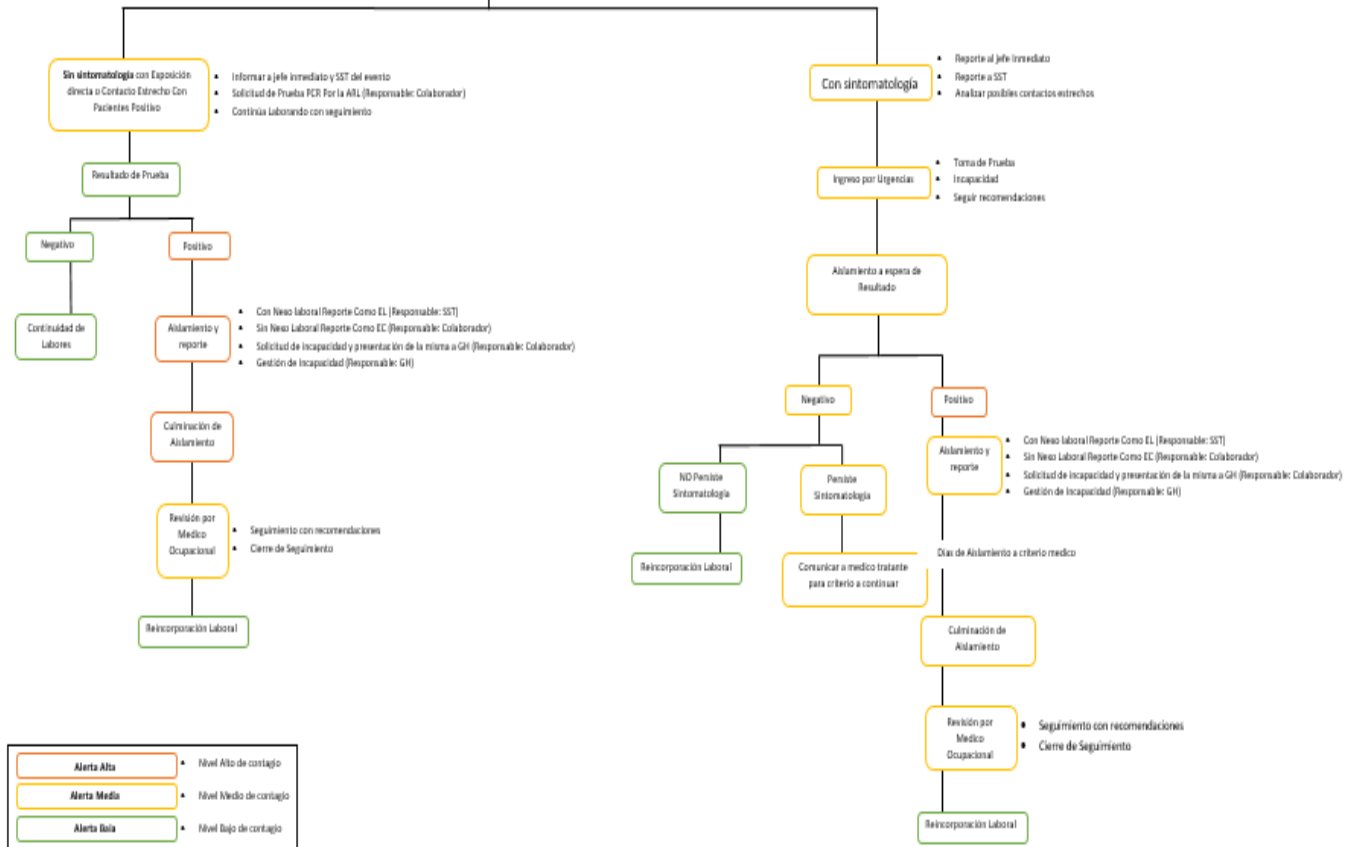 Sin sintomatología con Exposición
directa o Contacto Estrecho Con
Pacientes Positivo
Informar a jefe inmediato y SST del evento
Solicitud de Prueba PCR Por la ARL (Responsable: Colaborador)
Continúa Laborando con seguimiento
Resultado de Prueba
Negativo
Positivo
Continuidad de
Labores
Aislamiento y
reporte
Con Nexo laboral Reporte Como EL (Responsable: SST)
Sin Nexo Laboral Reporte Como EC (Responsable: Colaborador)
Solicitud de incapacidad y presentación de la misma a GH (Responsable: Colaborador)
Gestión de Incapacidad (Responsable: GH)
Culminación de
Aislamiento
Revisión por
Medico
Ocupacional
Seguimiento con recomendaciones
Cierre de Seguimiento
Reincorporación Laboral
Con sintomatología
Reporte al jefe Inmediato
Reporte a SST
Analizar posibles contactos estrechos
Ingreso por Urgencias
Toma de Prueba
Incapacidad
Seguir recomendaciones
Aislamiento a espera de
Resultado
Negativo
Positivo
NO Persiste
Sintomatología
Persiste
Sintomatología
Reincorporación Laboral
Comunicar a medico tratante
para criterio a continuar
Aislamiento y
reporte
Con Nexo laboral Reporte Como EL (Responsable: SST)
Sin Nexo Laboral Reporte Como EC (Responsable: Colaborador)
Solicitud de incapacidad y presentación de la misma a GH (Responsable: Colaborador)
Gestión de Incapacidad (Responsable: GH)
Días de Aislamiento a criterio medico
Culminación de
Aislamiento
Revisión por
Medico
Ocupacional
Seguimiento con recomendaciones
Cierre de Seguimiento
Reincorporación Laboral
Alerta Alta
Nivel Alto de contagio
Alerta Media
Nivel Medio de contagio
Alerta Baja
Nivel Bajo de contagio